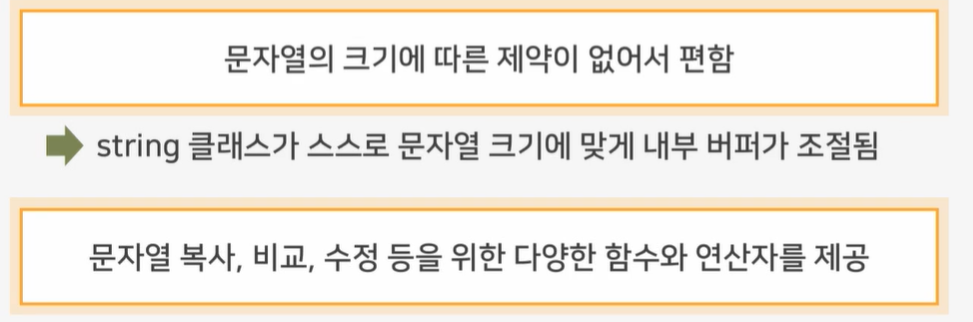 문자열의 크기에 따른 제약이 없어서 편함
string 클래스가 스스로 문자열 크기에 맞게 내부 버퍼가 조절됨
문자열 복사, 비교, 수정 등을 위한 다양한 함수와 연산자를 제공